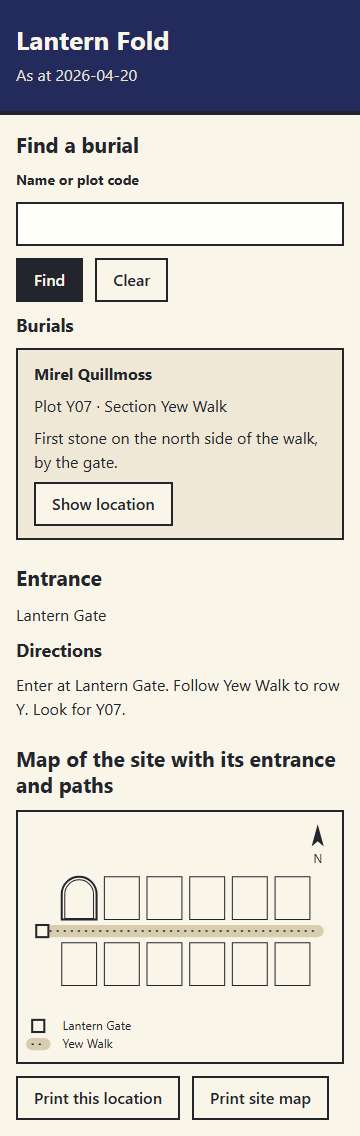 Lantern Fold
As at 2026-04-20
Find a burial
Name or plot code
Find
Clear
Burials
Mirel Quillmoss
Plot Y07 · Section Yew Walk
First stone on the north side of the walk,
by the gate.
Show location
Entrance
Lantern Gate
Directions
Enter at Lantern Gate. Follow Yew Walk to row
Y. Look for Y07.
Map of the site with its entrance
and paths
N
Lantern Gate
Yew Walk
Print this location
Print site map